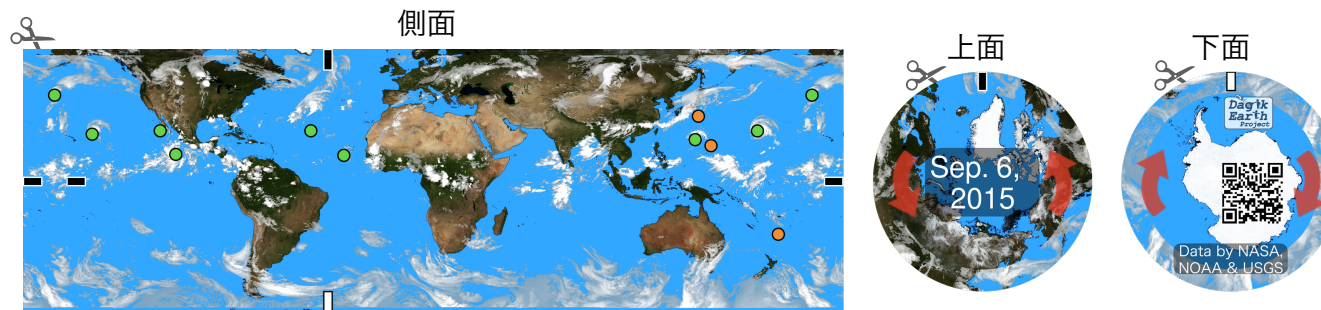 側面
上面
下面
Sep. 6,
2015
Dagik
Earth
Project
Data by NASA,
NOAA & USGS